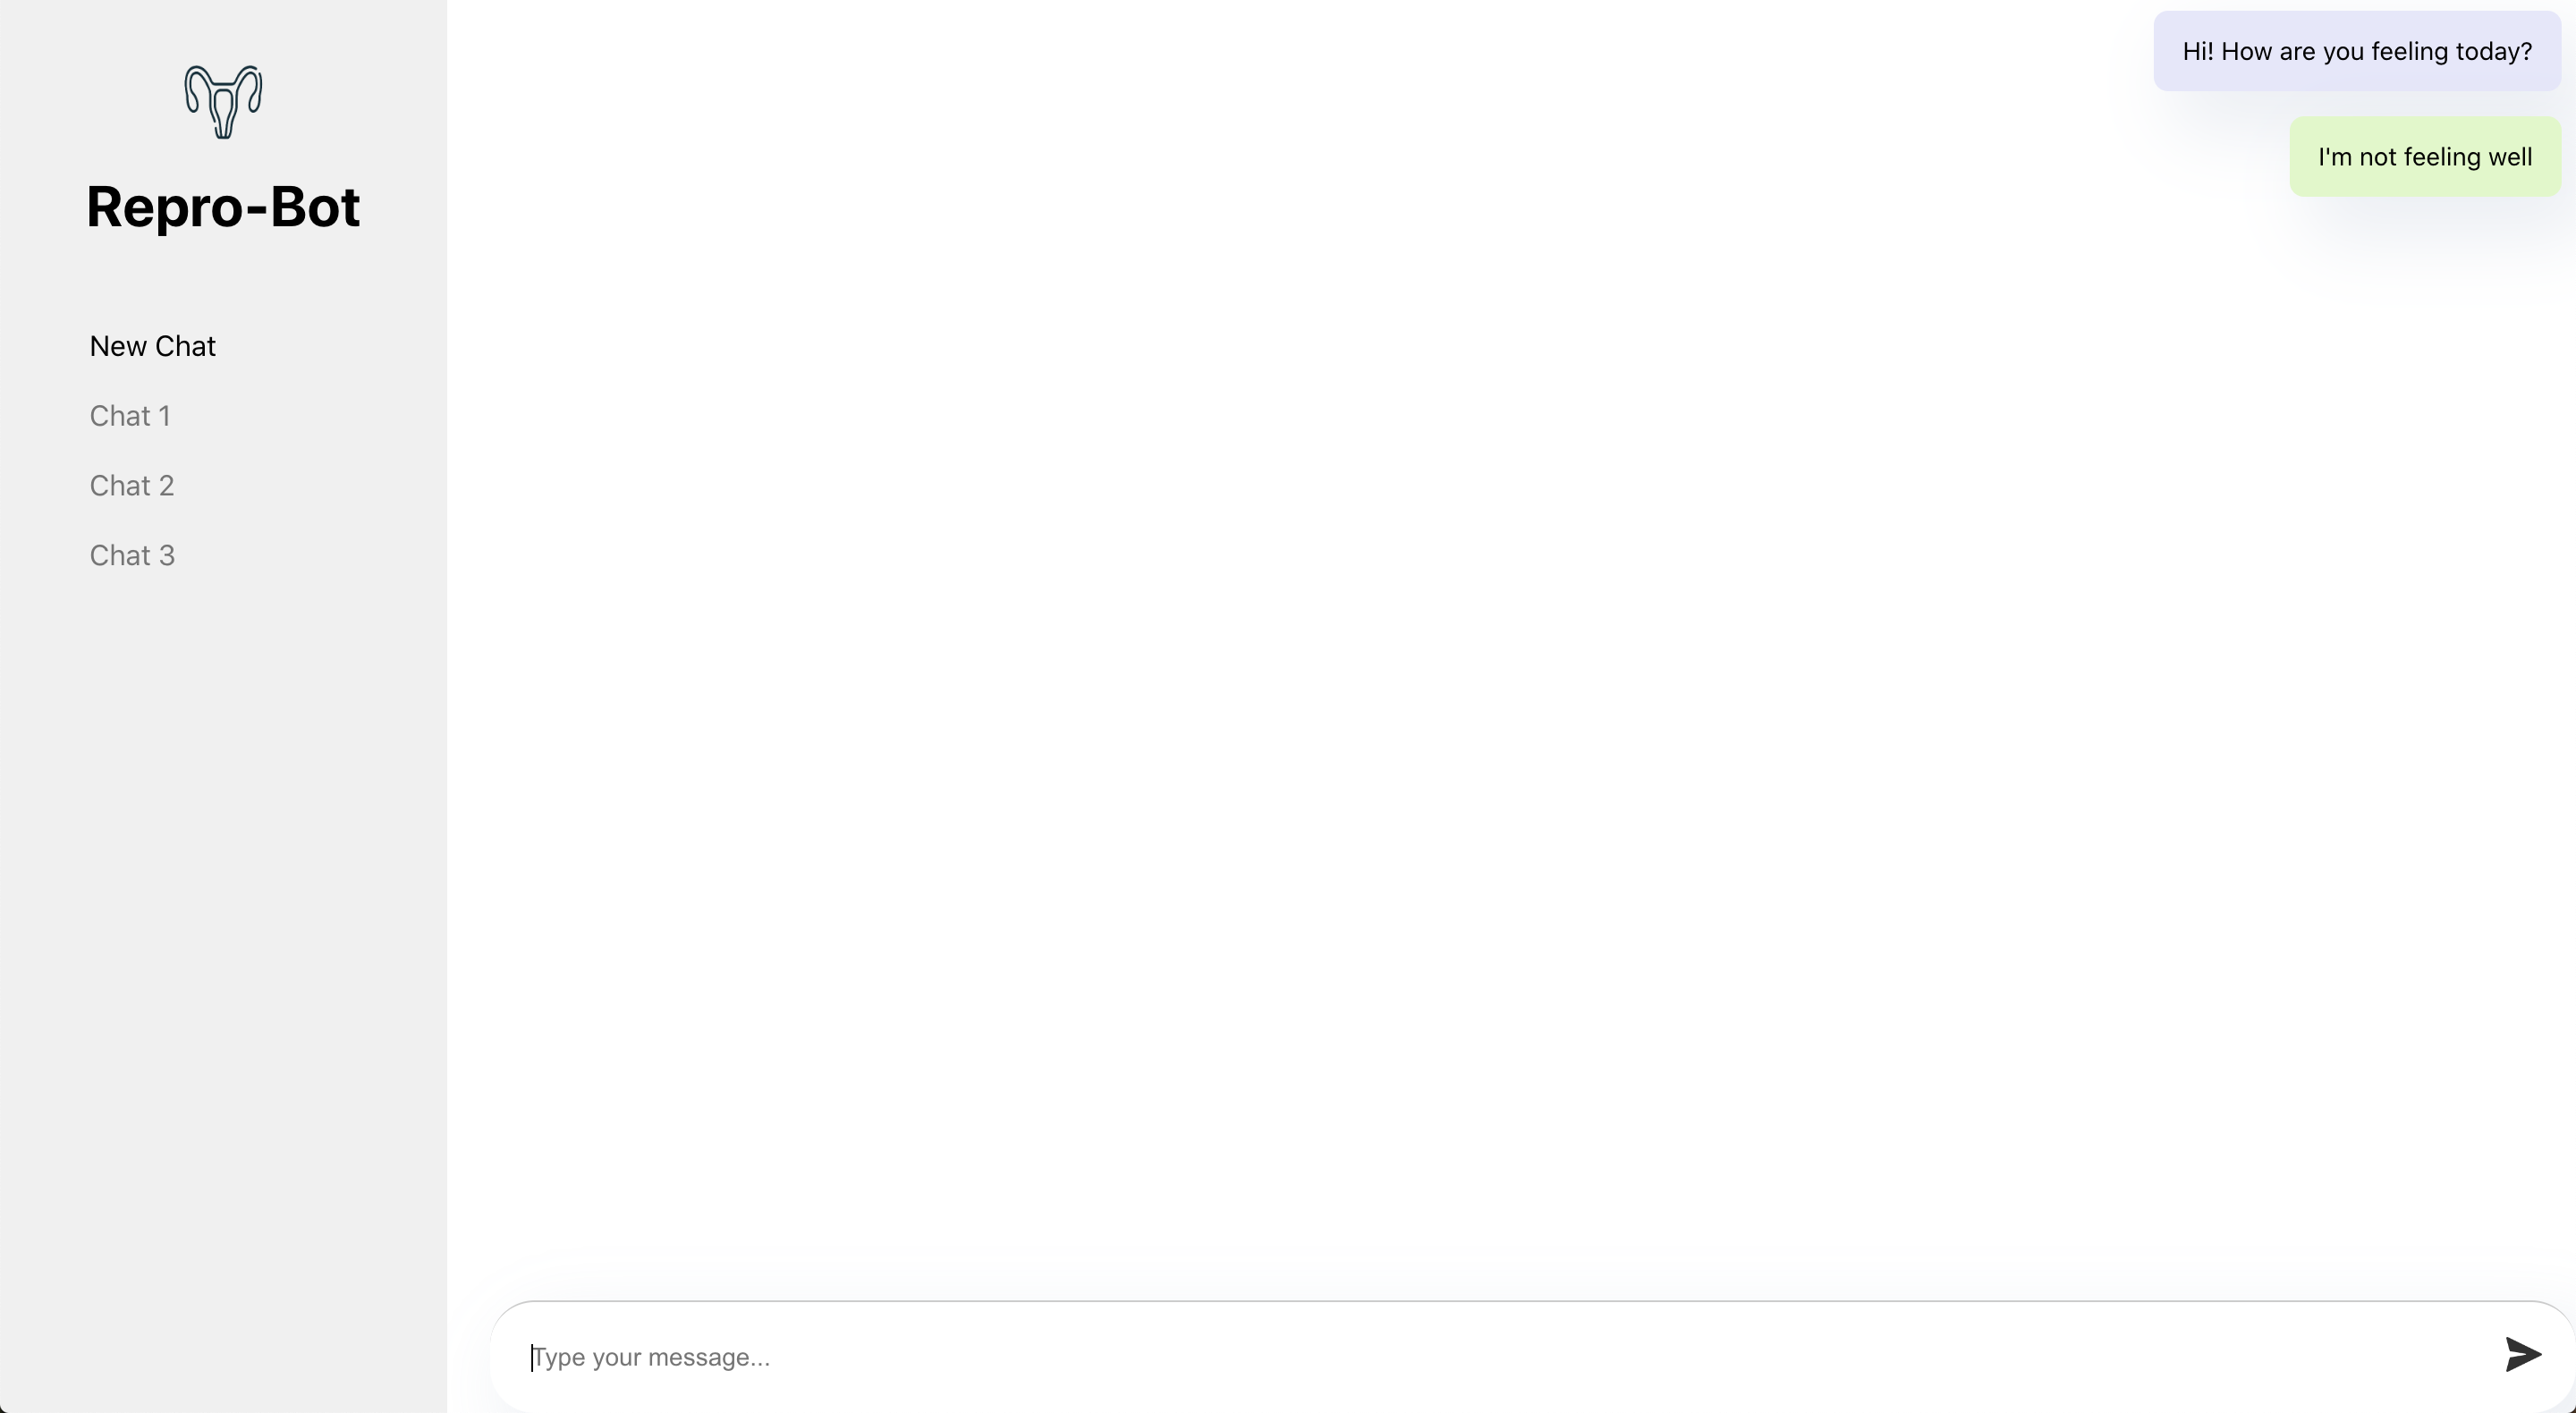 Repro-Bot
New Chat
Chat 1
Chat 2
Chat 3
Hi! How are you feeling today?
I'm not feeling well
Type your message...